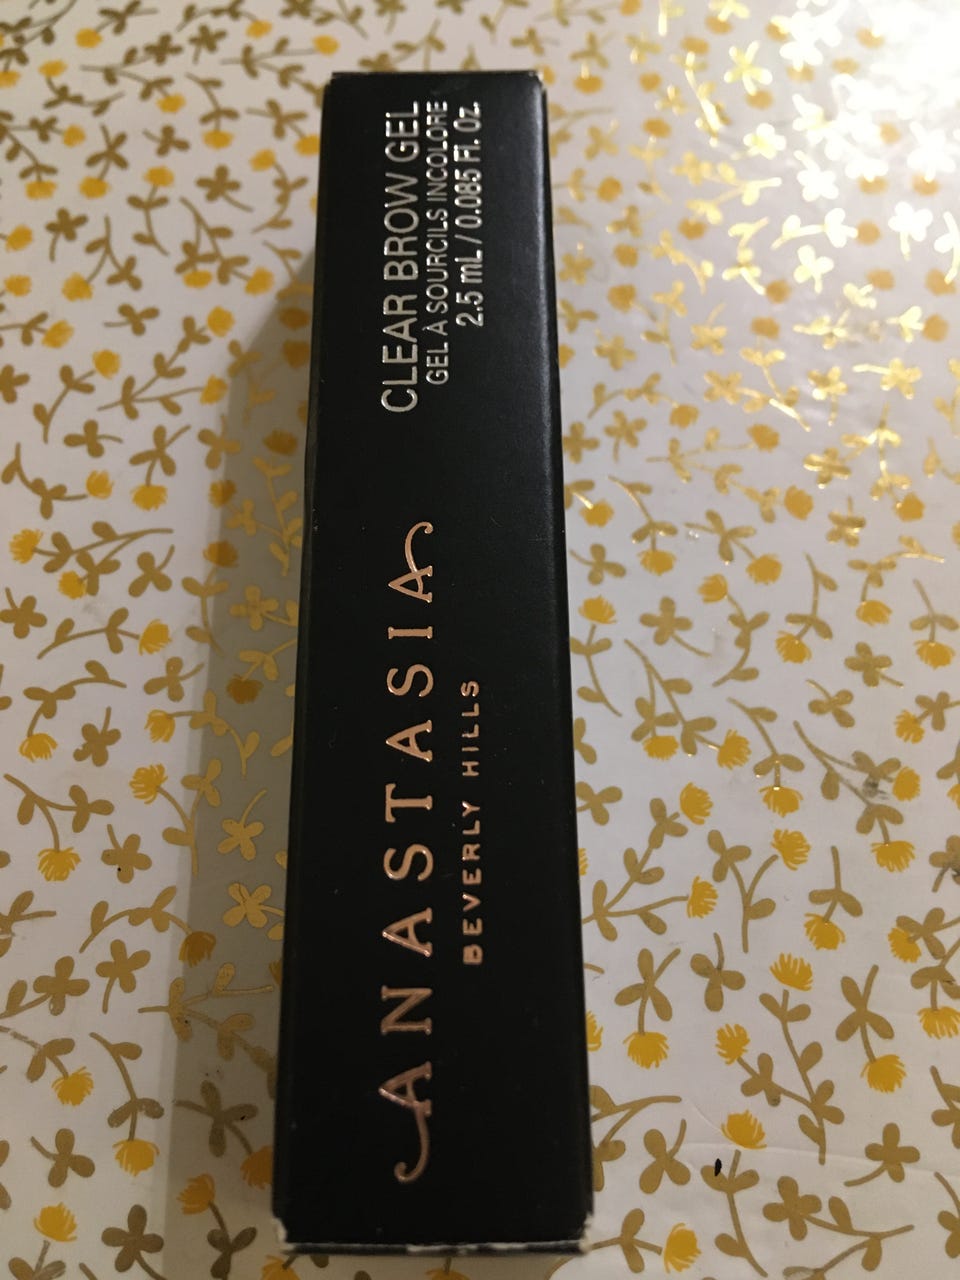 ANASTASIA
BEVERLY HILLS
CLEAR BROW GEL
GEL À SOURCILS INCOLORE
2.5 mL / 0.085 Fl. Oz.